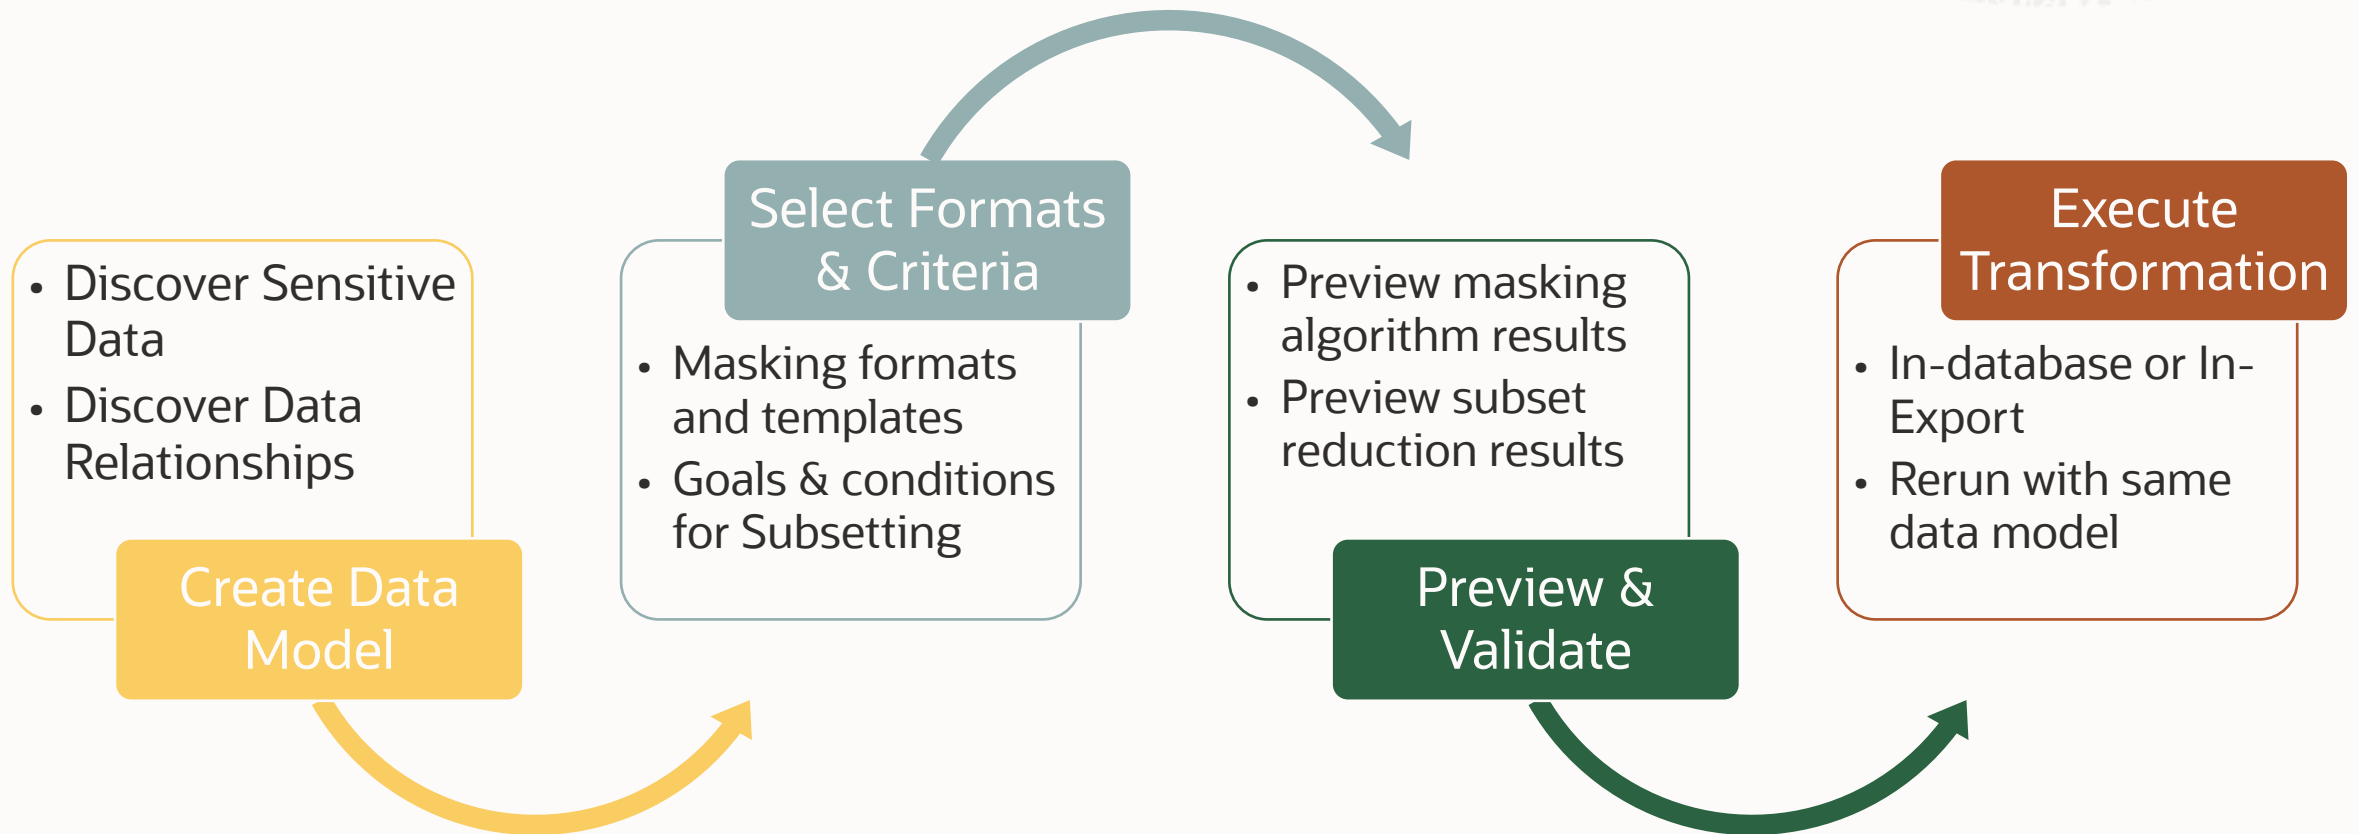 • Discover Sensitive
Data
• Discover Data
Relationships
Create Data
Model
Select Formats
& Criteria
• Masking formats
and templates
• Goals & conditions
for Subsetting
• Preview masking
algorithm results
• Preview subset
reduction results
Preview &
Validate
Execute
Transformation
• In-database or In-
Export
• Rerun with same
data model